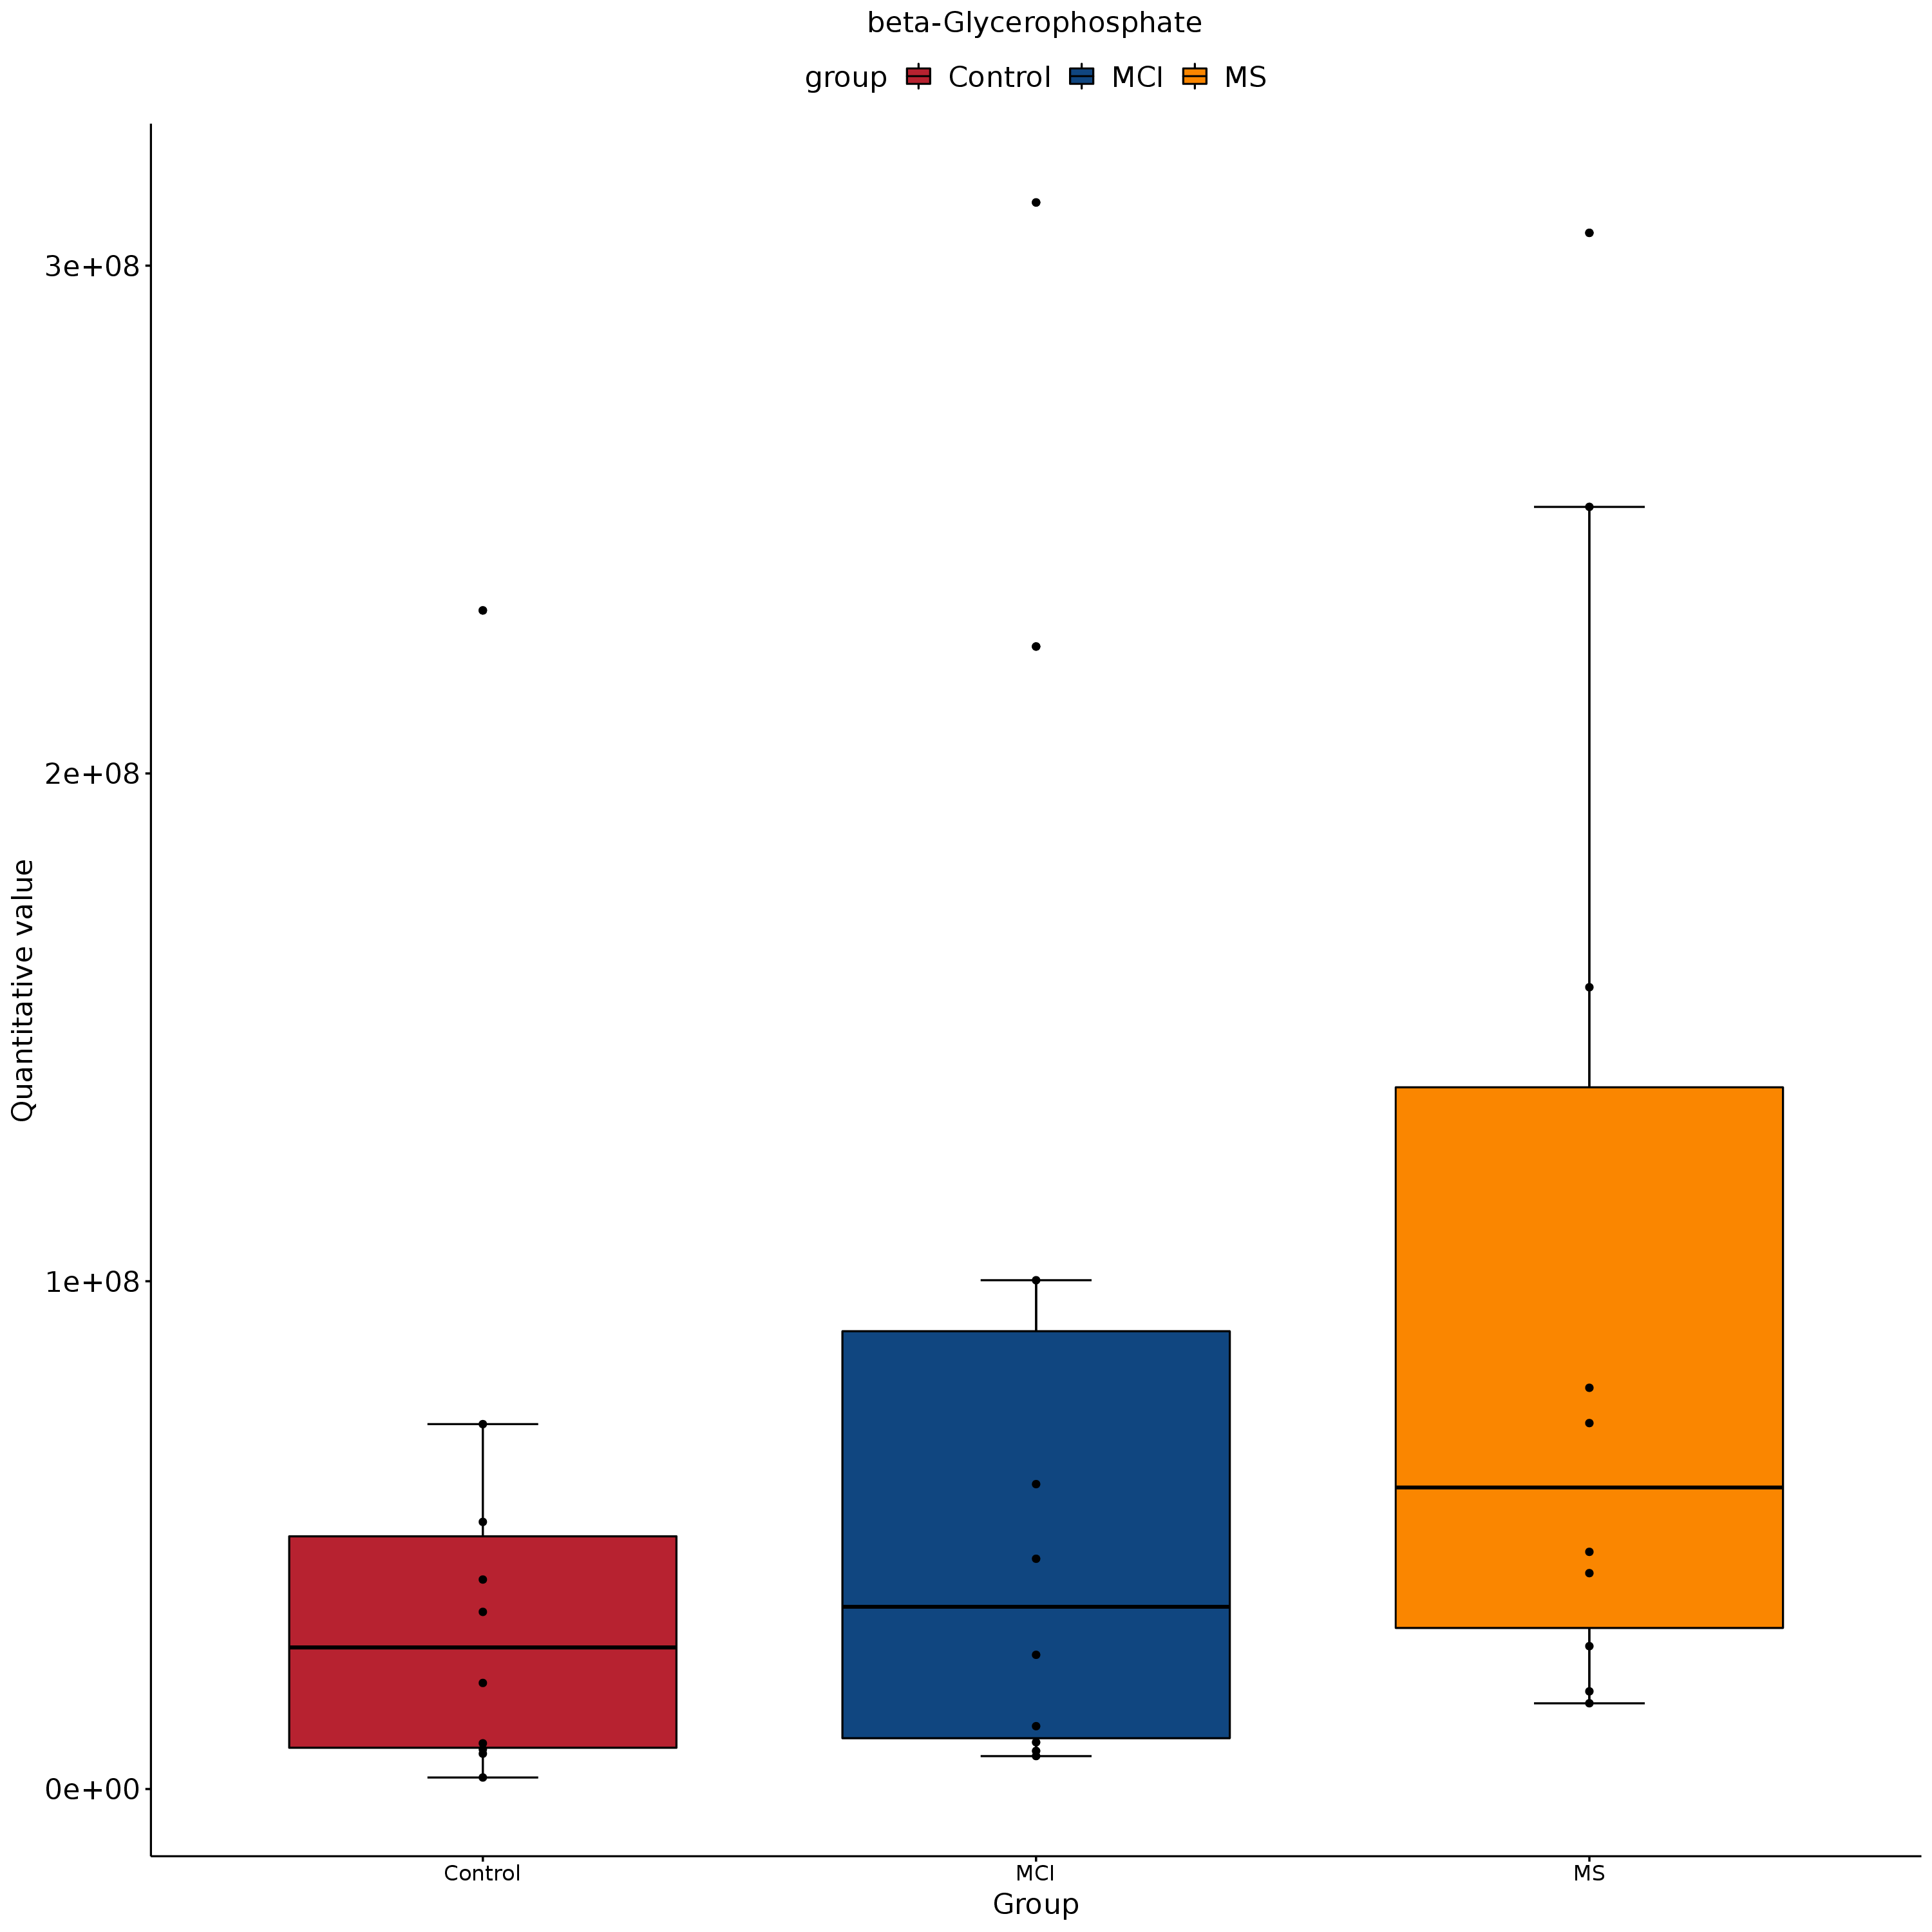 beta-Glycerophosphate
group Control MCI MS
Quantitative value
3e+08
2e+08
1e+08
0e+00
Control MCI MS
Group